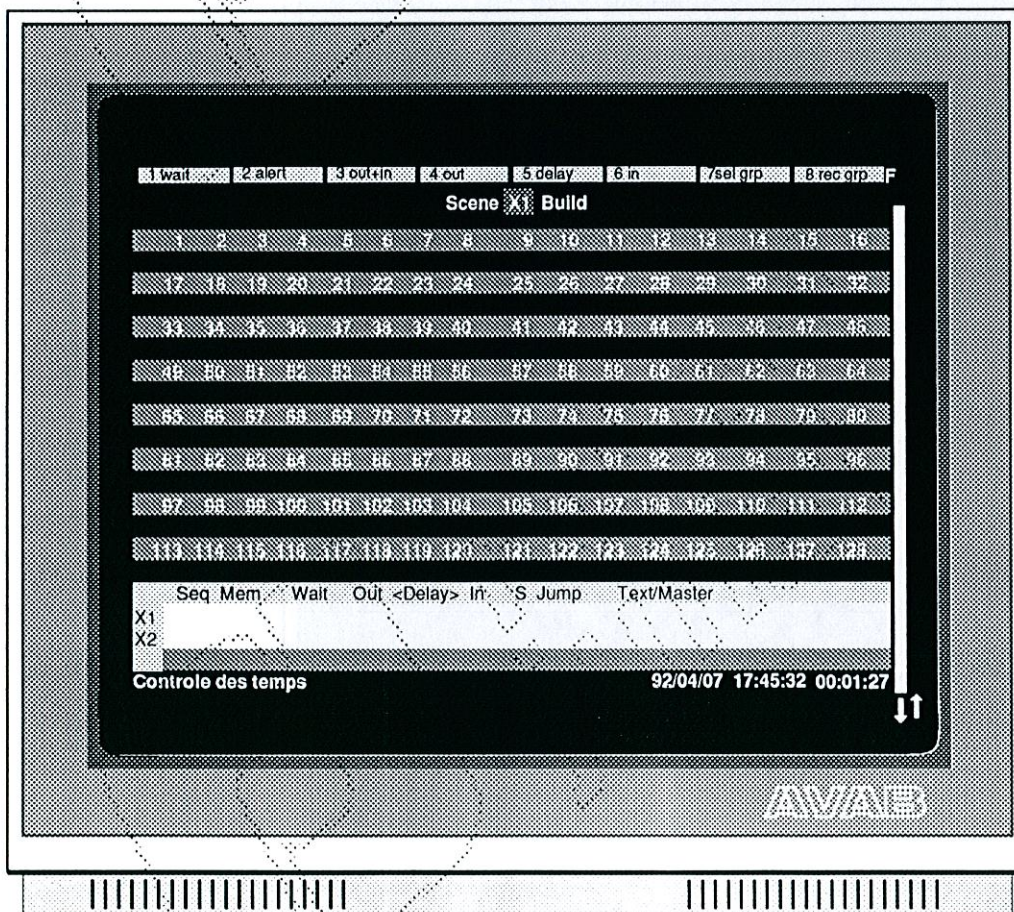 1 wait 2 alert 3 out+in 4 out 5 delay 6 in 7sel grp 8 rec grp F
Scene X1 Build
1 2 3 4 5 6 7 8 9 10 11 12 13 14 15 16
17 18 19 20 21 22 23 24 25 26 27 28 29 30 31 32
33 34 35 36 37 38 39 40 41 42 43 44 45 46 47 48
49 50 51 52 53 54 55 56 57 58 59 60 61 62 63 64
65 66 67 68 69 70 71 72 73 74 75 76 77 78 79 80
81 82 83 84 85 86 87 88 89 90 91 92 93 94 95 96
97 98 99 100 101 102 103 104 105 106 107 108 109 110 111 112
113 114 115 116 117 118 119 120 121 122 123 124 125 126 127 128
Seq Mem Wait Out <Delay> In S Jump Text/Master
X1
X2
Controle des temps 92/04/07 17:45:32 00:01:27
AVAB